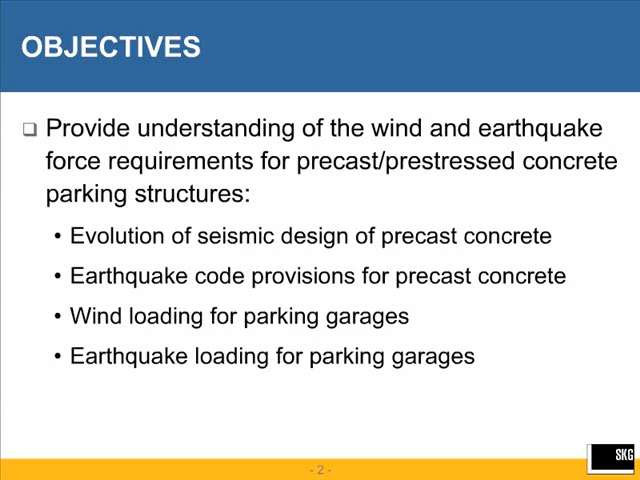 OBJECTIVES
Provide understanding of the wind and earthquake
force requirements for precast/prestressed concrete
parking structures:
• Evolution of seismic design of precast concrete
• Earthquake code provisions for precast concrete
• Wind loading for parking garages
• Earthquake loading for parking garages
SKG
- 2 -